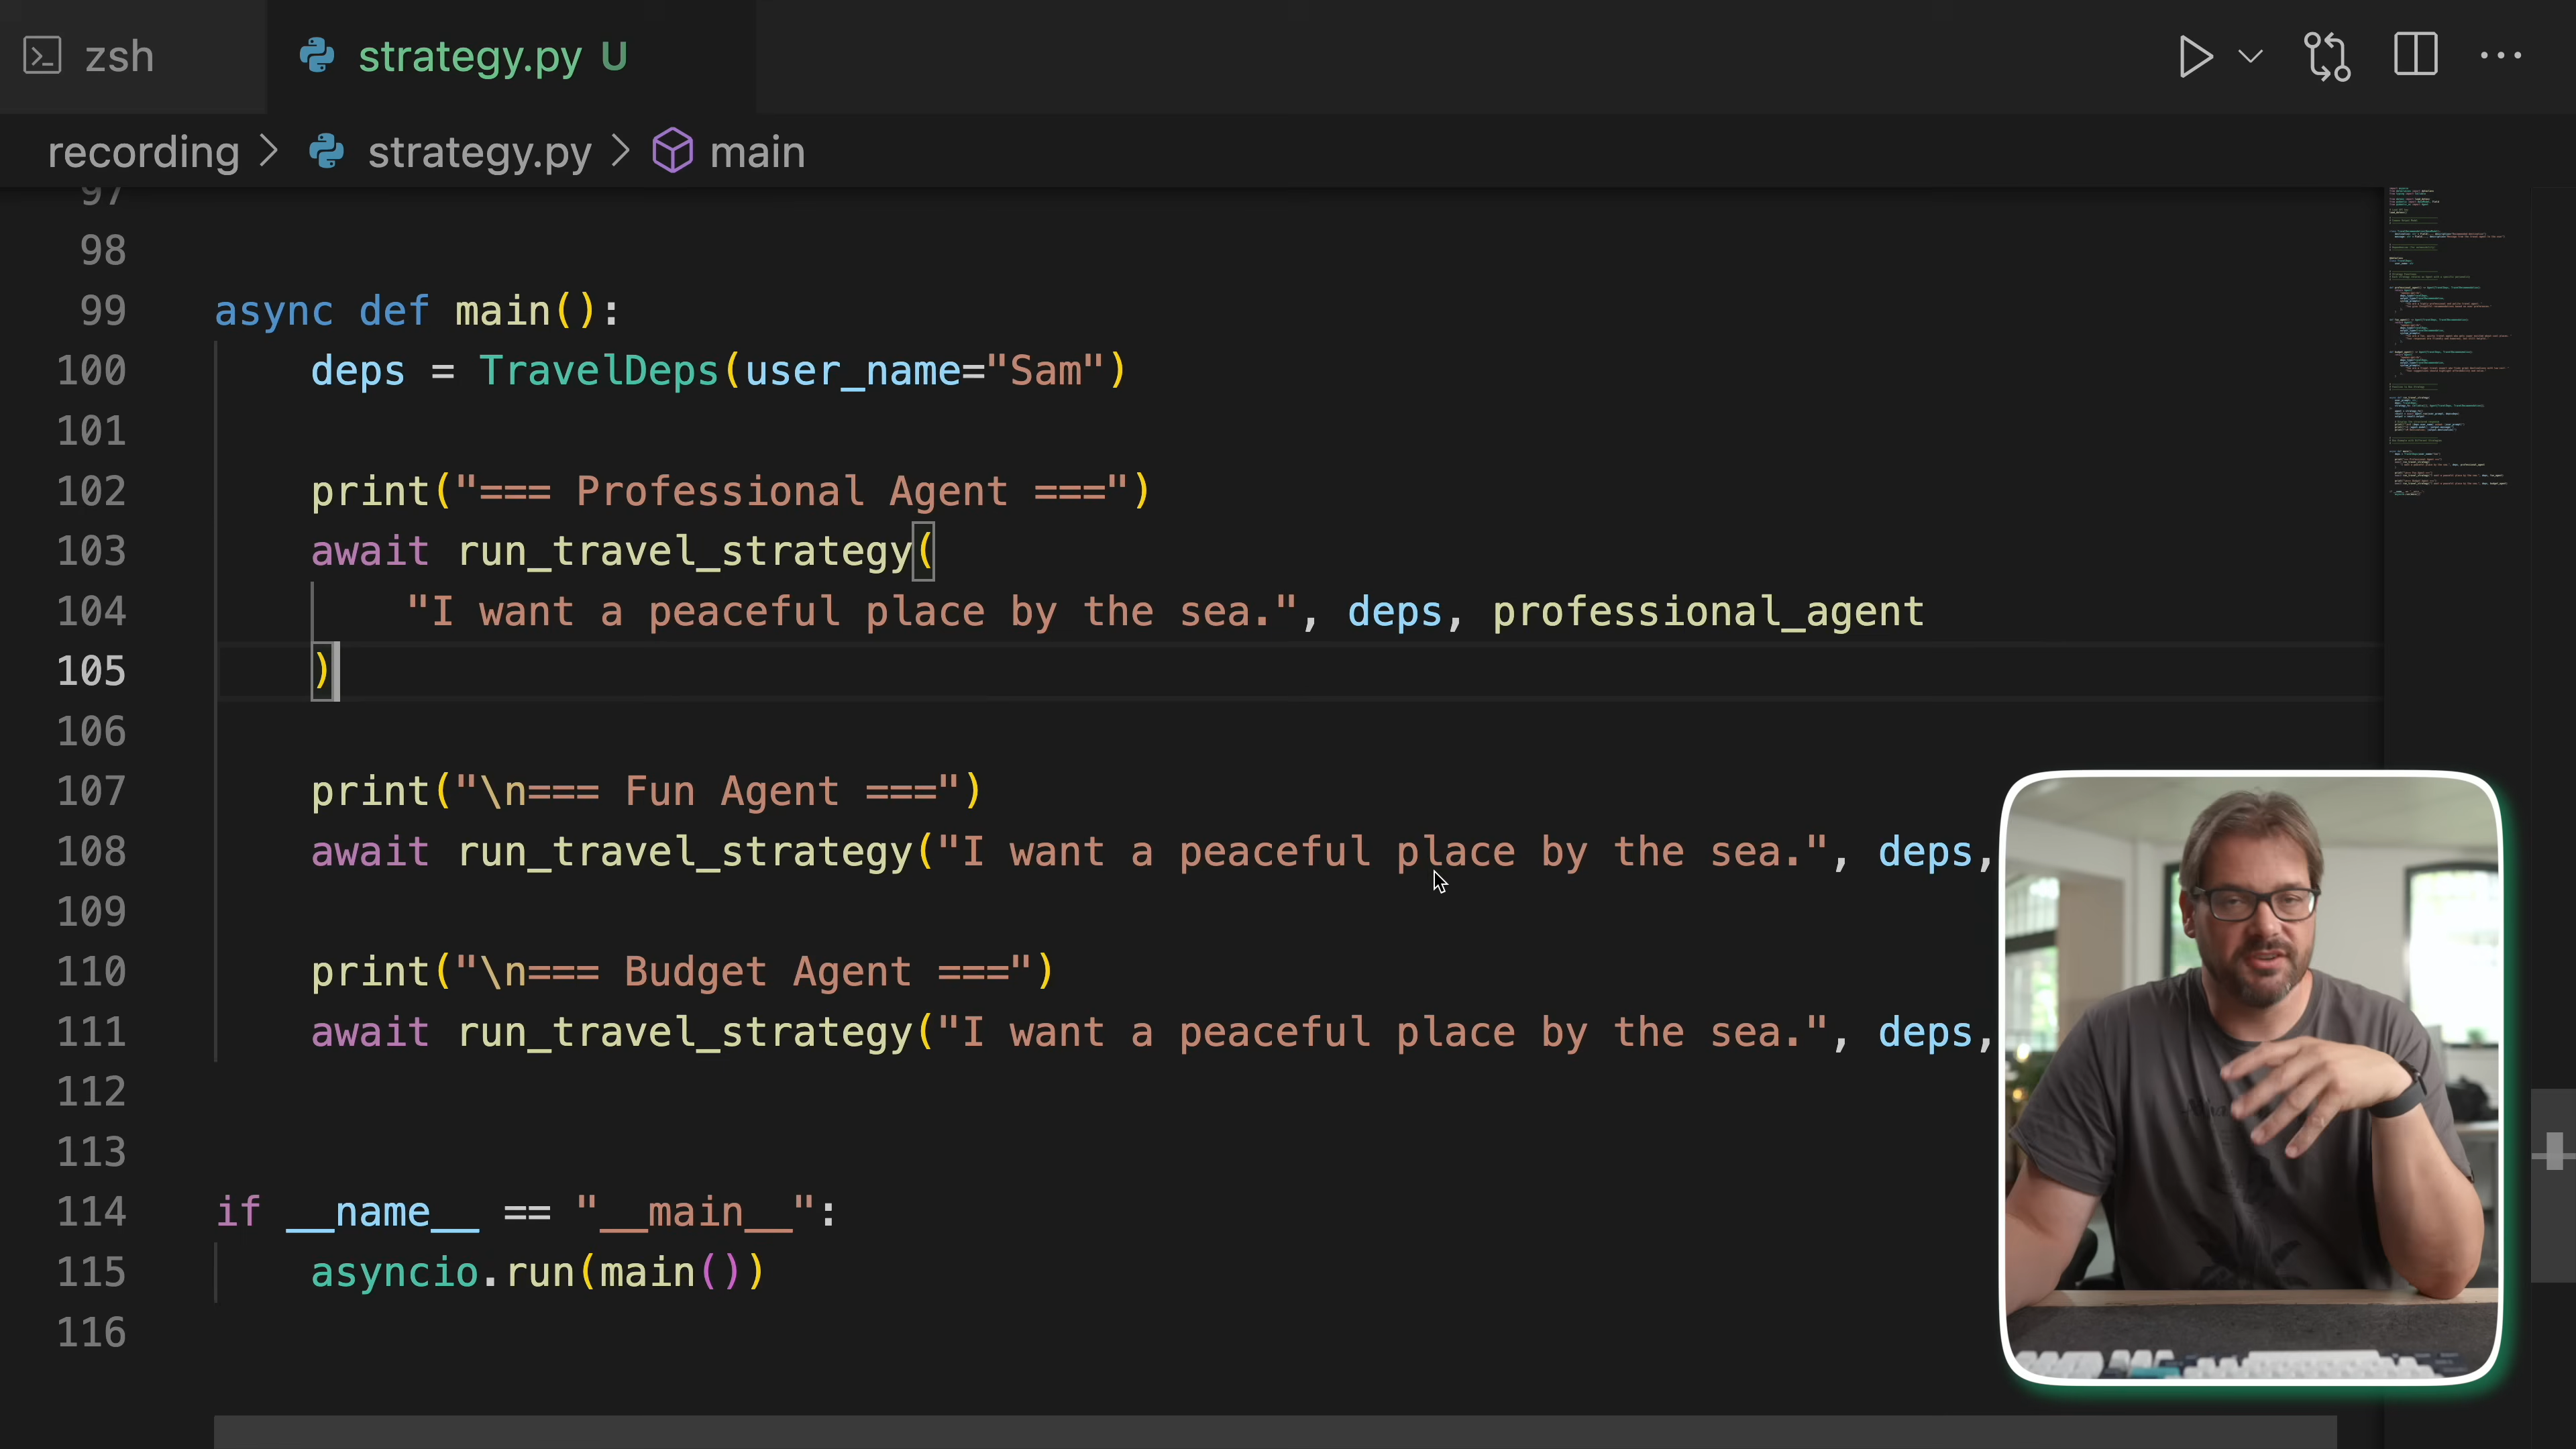 zsh
strategy.py U
recording > strategy.py > main
97
98
99 async def main():
100 deps = TravelDeps(user_name="Sam")
101
102 print("=== Professional Agent ===")
103 await run_travel_strategy(
104 "I want a peaceful place by the sea.", deps, professional_agent
105 )
106
107 print("\n=== Fun Agent ===")
108 await run_travel_strategy("I want a peaceful place by the sea.", deps,
109
110 print("\n=== Budget Agent ===")
111 await run_travel_strategy("I want a peaceful place by the sea.", deps,
112
113
114 if __name__ == "__main__":
115 asyncio.run(main())
116